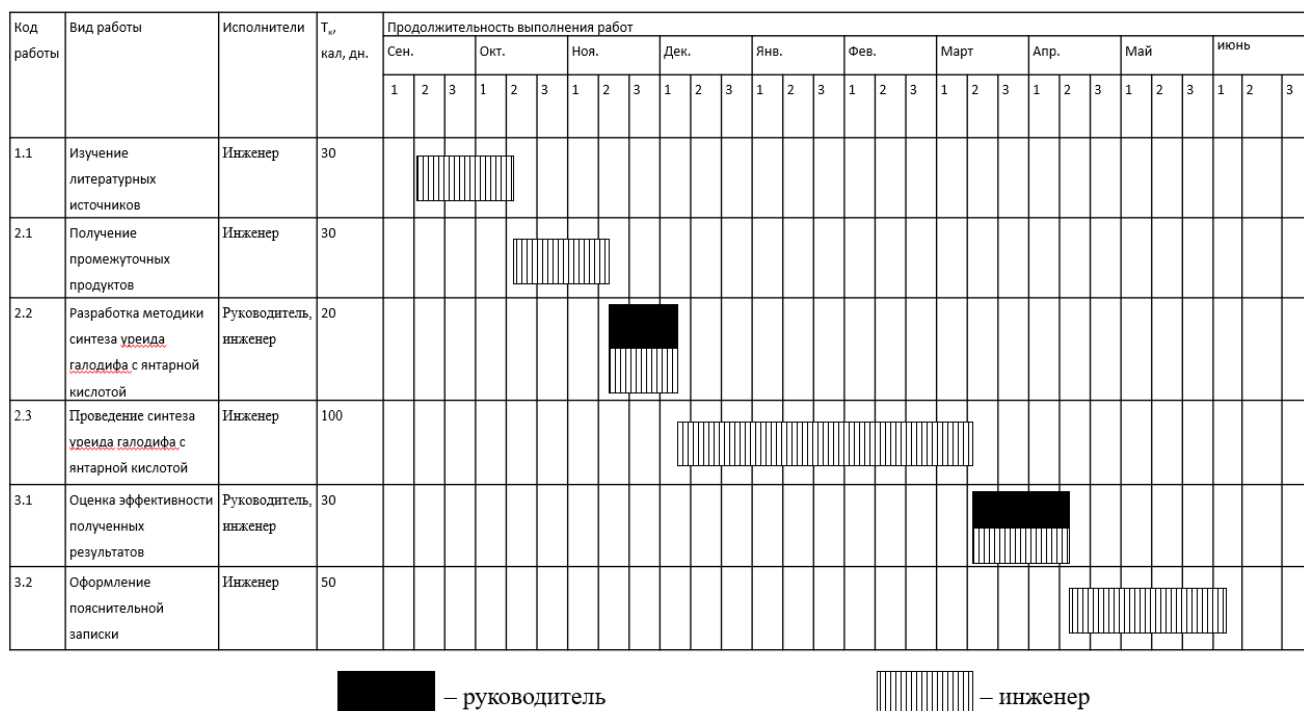 Код работы Вид работы Исполнители Тк, кал, дн. Продолжительность выполнения работ
Сен. Окт. Ноя. Дек. Янв. Фев. Март Апр. Май июнь
1 2 3 1 2 3 1 2 3 1 2 3 1 2 3 1 2 3 1 2 3 1 2 3 1 2 3 1 2 3
1.1 Изучение Инженер 30
литературных
источников
2.1 Получение Инженер 30
промежуточных
продуктов
2.2 Разработка методики Руководитель, 20
синтеза уреида инженер
галодифа с янтарной
кислотой
2.3 Проведение синтеза Инженер 100
уреида галодифа с
янтарной кислотой
3.1 Оценка эффективности Руководитель, 30
полученных инженер
результатов
3.2 Оформление Инженер 50
пояснительной
записки
– руководитель – инженер